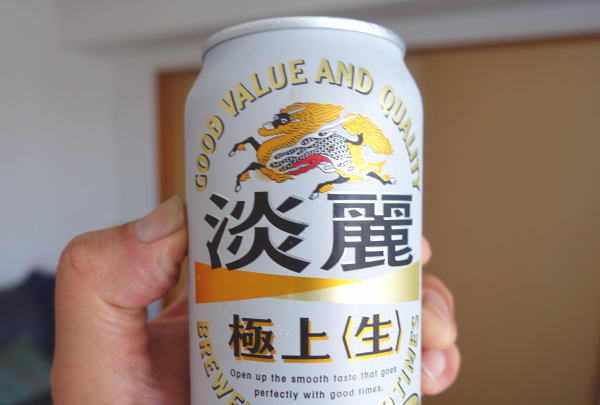 GOOD VALUE AND QUALITY
淡麗
極上〈生〉
Open up the smooth taste that goes
perfectly with good times.
TIMES